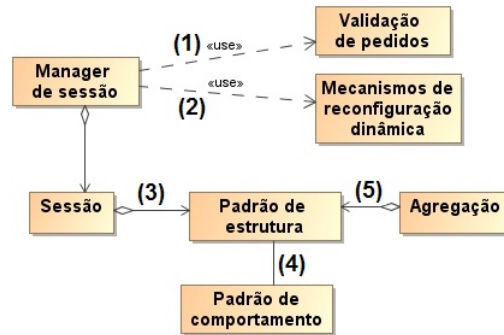 Validação
de pedidos
(1) «use»
Manager
de sessão
«use»
(2)
Mecanismos de
reconfiguração
dinâmica
Sessão
(3)
Padrão de
estrutura
(5)
Agregação
(4)
Padrão de
comportamento